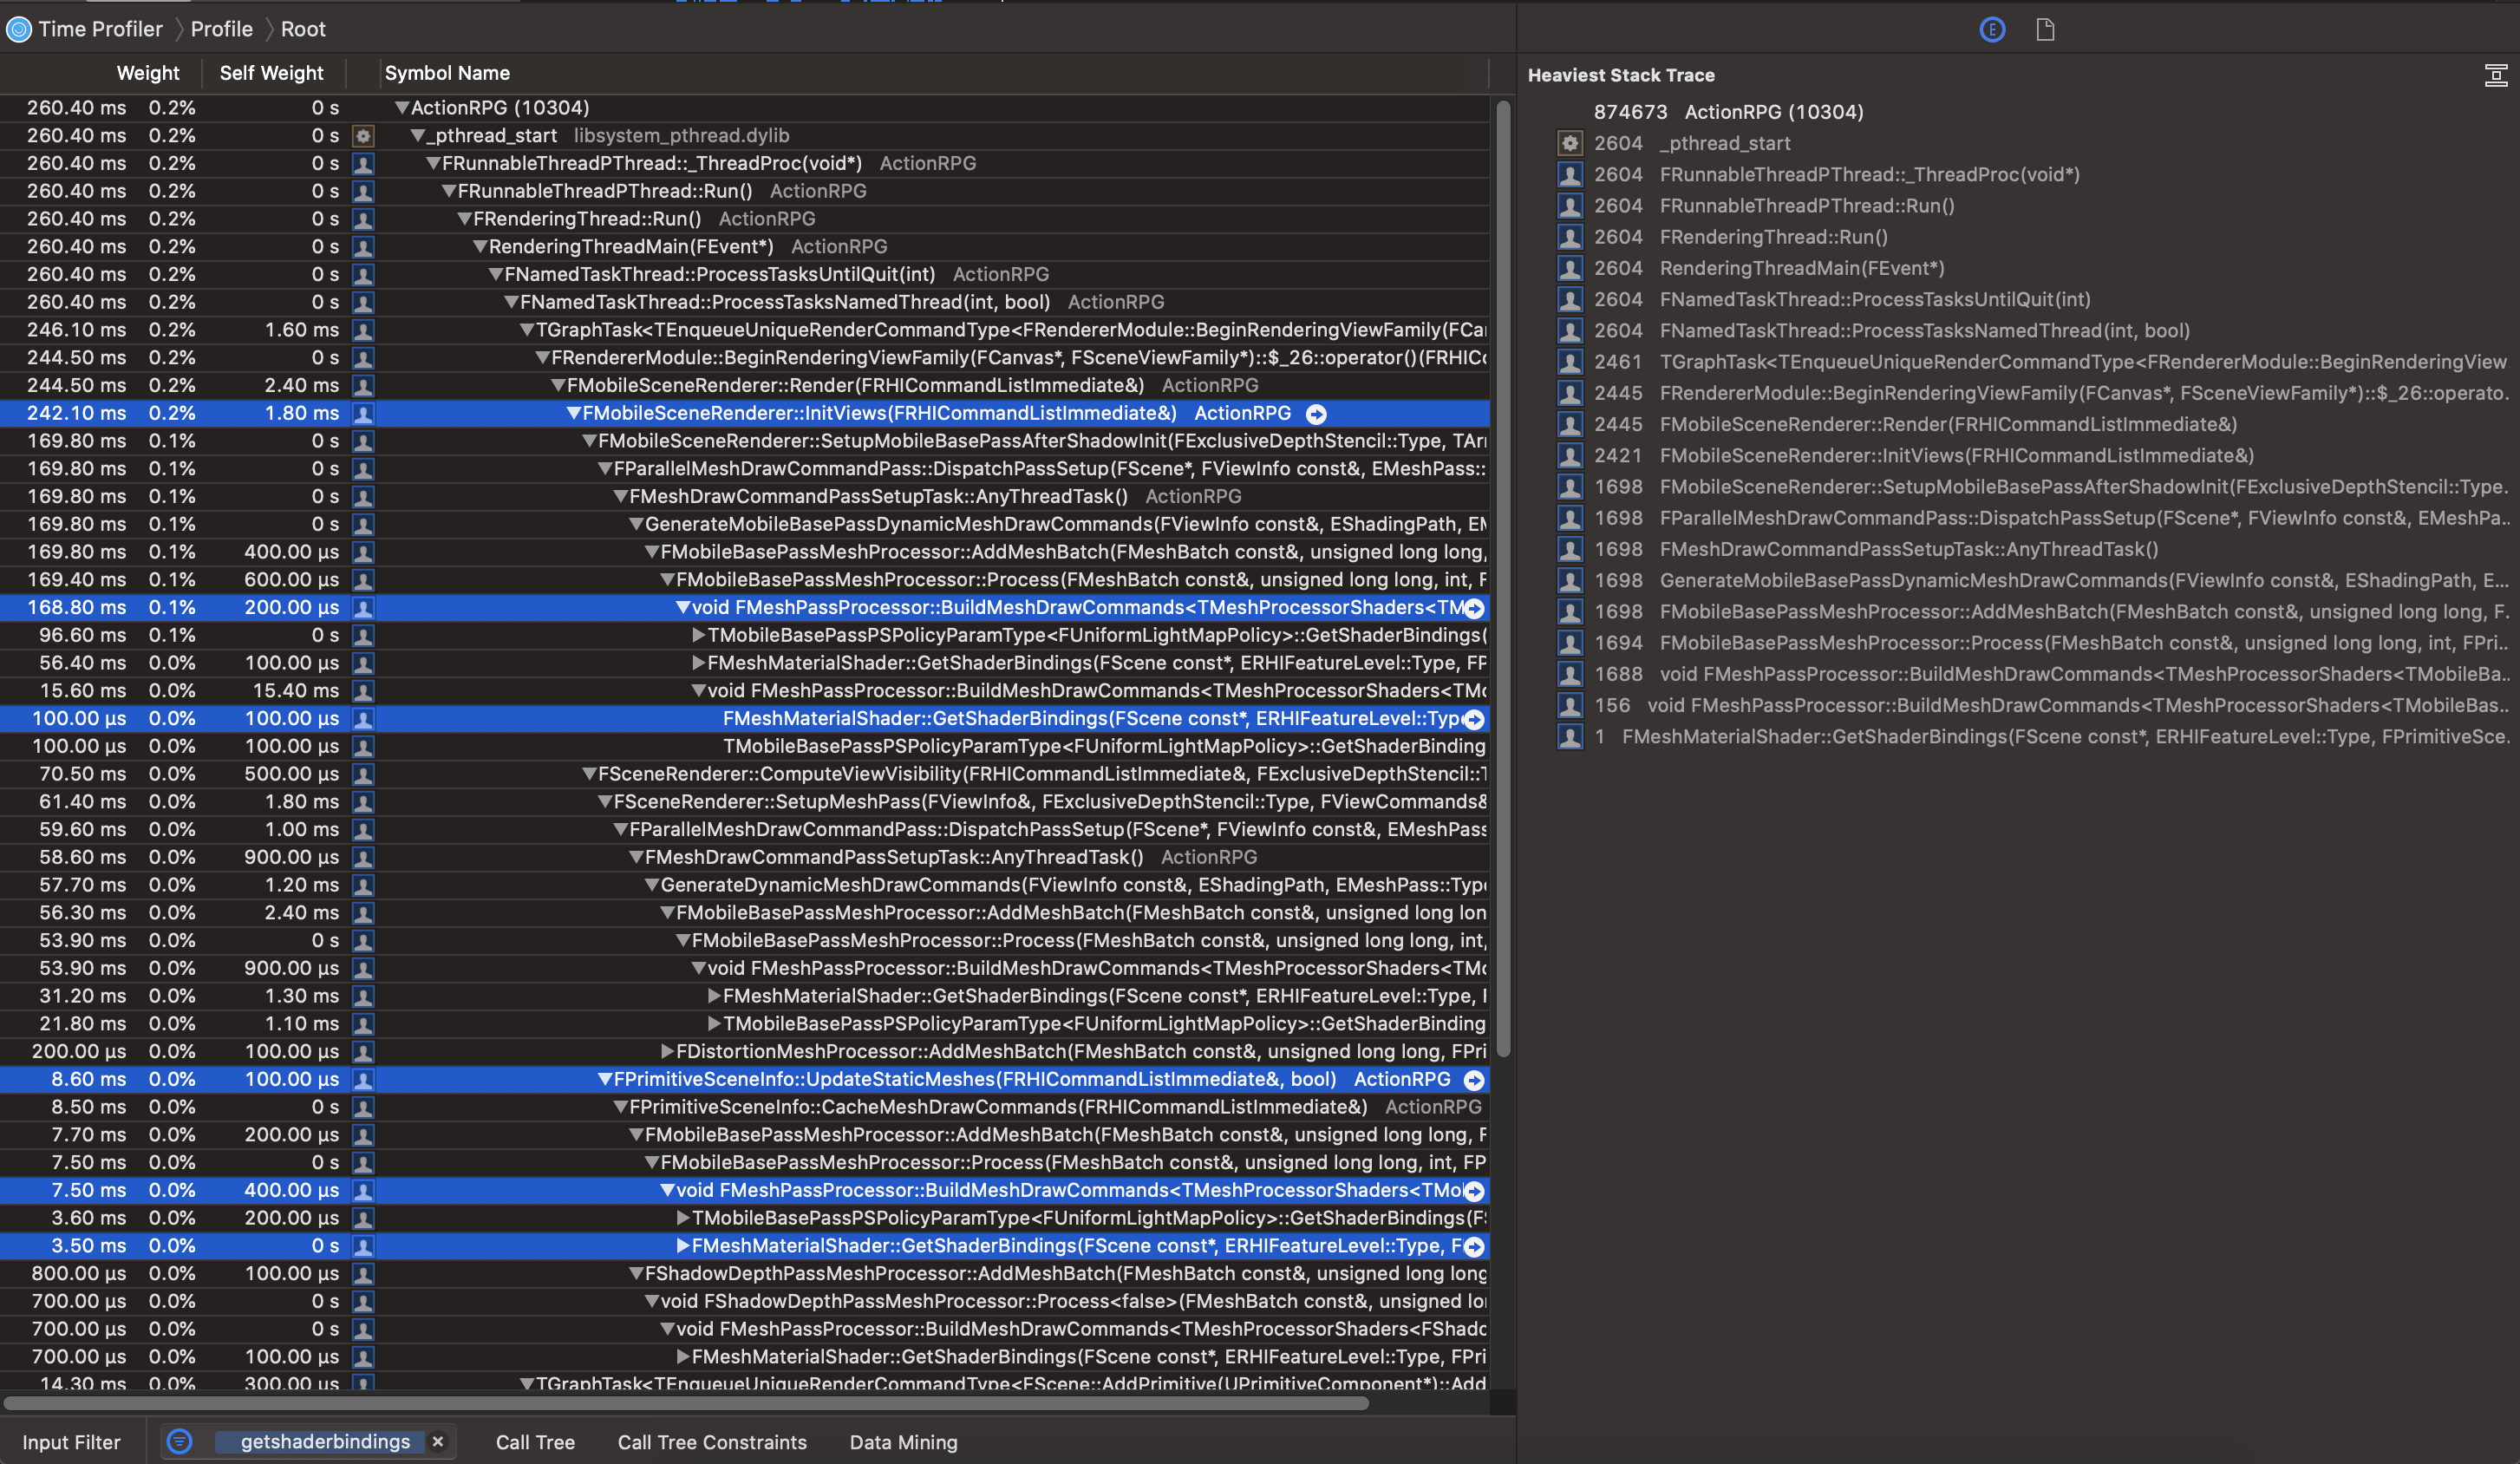 Time Profiler Profile Root
Weight Self Weight Symbol Name
260.40 ms 0.2% 0 s ActionRPG (10304)
260.40 ms 0.2% 0 s _pthread_start libsystem_pthread.dylib
260.40 ms 0.2% 0 s FRunnableThreadPThread::_ThreadProc(void*) ActionRPG
260.40 ms 0.2% 0 s FRunnableThreadPThread::Run() ActionRPG
260.40 ms 0.2% 0 s FRenderingThread::Run() ActionRPG
260.40 ms 0.2% 0 s RenderingThreadMain(FEvent*) ActionRPG
260.40 ms 0.2% 0 s FNamedTaskThread::ProcessTasksUntilQuit(int) ActionRPG
260.40 ms 0.2% 0 s FNamedTaskThread::ProcessTasksNamedThread(int, bool) ActionRPG
246.10 ms 0.2% 1.60 ms TGraphTask<TEnqueueUniqueRenderCommandType<FRendererModule::BeginRenderingViewFamily(FCa
244.50 ms 0.2% 0 s FRendererModule::BeginRenderingViewFamily(FCanvas*, FSceneViewFamily*)::$_26::operator()(FRHIC
244.50 ms 0.2% 2.40 ms FMobileSceneRenderer::Render(FRHICommandListImmediate&) ActionRPG
242.10 ms 0.2% 1.80 ms FMobileSceneRenderer::InitViews(FRHICommandListImmediate&) ActionRPG
169.80 ms 0.1% 0 s FMobileSceneRenderer::SetupMobileBasePassAfterShadowInit(FExclusiveDepthStencil::Type, TAr
169.80 ms 0.1% 0 s FParallelMeshDrawCommandPass::DispatchPassSetup(FScene*, FViewInfo const&, EMeshPass::
169.80 ms 0.1% 0 s FMeshDrawCommandPassSetupTask::AnyThreadTask() ActionRPG
169.80 ms 0.1% 0 s GenerateMobileBasePassDynamicMeshDrawCommands(FViewInfo const&, EShadingPath, EM
169.80 ms 0.1% 400.00 µs FMobileBasePassMeshProcessor::AddMeshBatch(FMeshBatch const&, unsigned long long,
169.40 ms 0.1% 600.00 µs FMobileBasePassMeshProcessor::Process(FMeshBatch const&, unsigned long long, int, F
168.80 ms 0.1% 200.00 µs void FMeshPassProcessor::BuildMeshDrawCommands<TMeshProcessorShaders<TM
96.60 ms 0.1% 0 s TMobileBasePassPSPolicyParamType<FUniformLightMapPolicy>::GetShaderBindings(
56.40 ms 0.0% 100.00 µs FMeshMaterialShader::GetShaderBindings(FScene const*, ERHIFeatureLevel::Type, FP
15.60 ms 0.0% 15.40 ms void FMeshPassProcessor::BuildMeshDrawCommands<TMeshProcessorShaders<TMo
100.00 µs 0.0% 100.00 µs FMeshMaterialShader::GetShaderBindings(FScene const*, ERHIFeatureLevel::Typ
100.00 µs 0.0% 100.00 µs TMobileBasePassPSPolicyParamType<FUniformLightMapPolicy>::GetShaderBinding
70.50 ms 0.0% 500.00 µs FSceneRenderer::ComputeViewVisibility(FRHICommandListImmediate&, FExclusiveDepthStencil::T
61.40 ms 0.0% 1.80 ms FSceneRenderer::SetupMeshPass(FViewInfo&, FExclusiveDepthStencil::Type, FViewCommands&
59.60 ms 0.0% 1.00 ms FParallelMeshDrawCommandPass::DispatchPassSetup(FScene*, FViewInfo const&, EMeshPass
58.60 ms 0.0% 900.00 µs FMeshDrawCommandPassSetupTask::AnyThreadTask() ActionRPG
57.70 ms 0.0% 1.20 ms GenerateDynamicMeshDrawCommands(FViewInfo const&, EShadingPath, EMeshPass::Type
56.30 ms 0.0% 2.40 ms FMobileBasePassMeshProcessor::AddMeshBatch(FMeshBatch const&, unsigned long lon
53.90 ms 0.0% 0 s FMobileBasePassMeshProcessor::Process(FMeshBatch const&, unsigned long long, int,
53.90 ms 0.0% 900.00 µs void FMeshPassProcessor::BuildMeshDrawCommands<TMeshProcessorShaders<TMo
31.20 ms 0.0% 1.30 ms FMeshMaterialShader::GetShaderBindings(FScene const*, ERHIFeatureLevel::Type, F
21.80 ms 0.0% 1.10 ms TMobileBasePassPSPolicyParamType<FUniformLightMapPolicy>::GetShaderBinding
200.00 µs 0.0% 100.00 µs FDistortionMeshProcessor::AddMeshBatch(FMeshBatch const&, unsigned long long, FPri
8.60 ms 0.0% 100.00 µs FPrimitiveSceneInfo::UpdateStaticMeshes(FRHICommandListImmediate&, bool) ActionRPG
8.50 ms 0.0% 0 s FPrimitiveSceneInfo::CacheMeshDrawCommands(FRHICommandListImmediate&) ActionRPG
7.70 ms 0.0% 200.00 µs FMobileBasePassMeshProcessor::AddMeshBatch(FMeshBatch const&, unsigned long long, F
7.50 ms 0.0% 0 s FMobileBasePassMeshProcessor::Process(FMeshBatch const&, unsigned long long, int, FP
7.50 ms 0.0% 400.00 µs void FMeshPassProcessor::BuildMeshDrawCommands<TMeshProcessorShaders<TMo
3.60 ms 0.0% 200.00 µs TMobileBasePassPSPolicyParamType<FUniformLightMapPolicy>::GetShaderBindings(FS
3.50 ms 0.0% 0 s FMeshMaterialShader::GetShaderBindings(FScene const*, ERHIFeatureLevel::Type, F
800.00 µs 0.0% 100.00 µs FShadowDepthPassMeshProcessor::AddMeshBatch(FMeshBatch const&, unsigned long long
700.00 µs 0.0% 0 s void FShadowDepthPassMeshProcessor::Process<false>(FMeshBatch const&, unsigned lo
700.00 µs 0.0% 0 s void FMeshPassProcessor::BuildMeshDrawCommands<TMeshProcessorShaders<FShado
700.00 µs 0.0% 100.00 µs FMeshMaterialShader::GetShaderBindings(FScene const*, ERHIFeatureLevel::Type, FPri
14.30 ms 0.0% 300.00 µs TGraphTask<TEnqueueUniqueRenderCommandType<FScene::AddPrimitive(UPrimitiveComponent*)::Add
Input Filter getshaderbindings Call Tree Call Tree Constraints Data Mining
Heaviest Stack Trace
874673 ActionRPG (10304)
2604 _pthread_start
2604 FRunnableThreadPThread::_ThreadProc(void*)
2604 FRunnableThreadPThread::Run()
2604 FRenderingThread::Run()
2604 RenderingThreadMain(FEvent*)
2604 FNamedTaskThread::ProcessTasksUntilQuit(int)
2604 FNamedTaskThread::ProcessTasksNamedThread(int, bool)
2461 TGraphTask<TEnqueueUniqueRenderCommandType<FRendererModule::BeginRenderingView…
2445 FRendererModule::BeginRenderingViewFamily(FCanvas*, FSceneViewFamily*)::$_26::operato…
2445 FMobileSceneRenderer::Render(FRHICommandListImmediate&)
2421 FMobileSceneRenderer::InitViews(FRHICommandListImmediate&)
1698 FMobileSceneRenderer::SetupMobileBasePassAfterShadowInit(FExclusiveDepthStencil::Type…
1698 FParallelMeshDrawCommandPass::DispatchPassSetup(FScene*, FViewInfo const&, EMeshPa…
1698 FMeshDrawCommandPassSetupTask::AnyThreadTask()
1698 GenerateMobileBasePassDynamicMeshDrawCommands(FViewInfo const&, EShadingPath, E…
1698 FMobileBasePassMeshProcessor::AddMeshBatch(FMeshBatch const&, unsigned long long, F…
1694 FMobileBasePassMeshProcessor::Process(FMeshBatch const&, unsigned long long, int, FPri…
1688 void FMeshPassProcessor::BuildMeshDrawCommands<TMeshProcessorShaders<TMobileBa…
156 void FMeshPassProcessor::BuildMeshDrawCommands<TMeshProcessorShaders<TMobileBas…
1 FMeshMaterialShader::GetShaderBindings(FScene const*, ERHIFeatureLevel::Type, FPrimitiveSce…